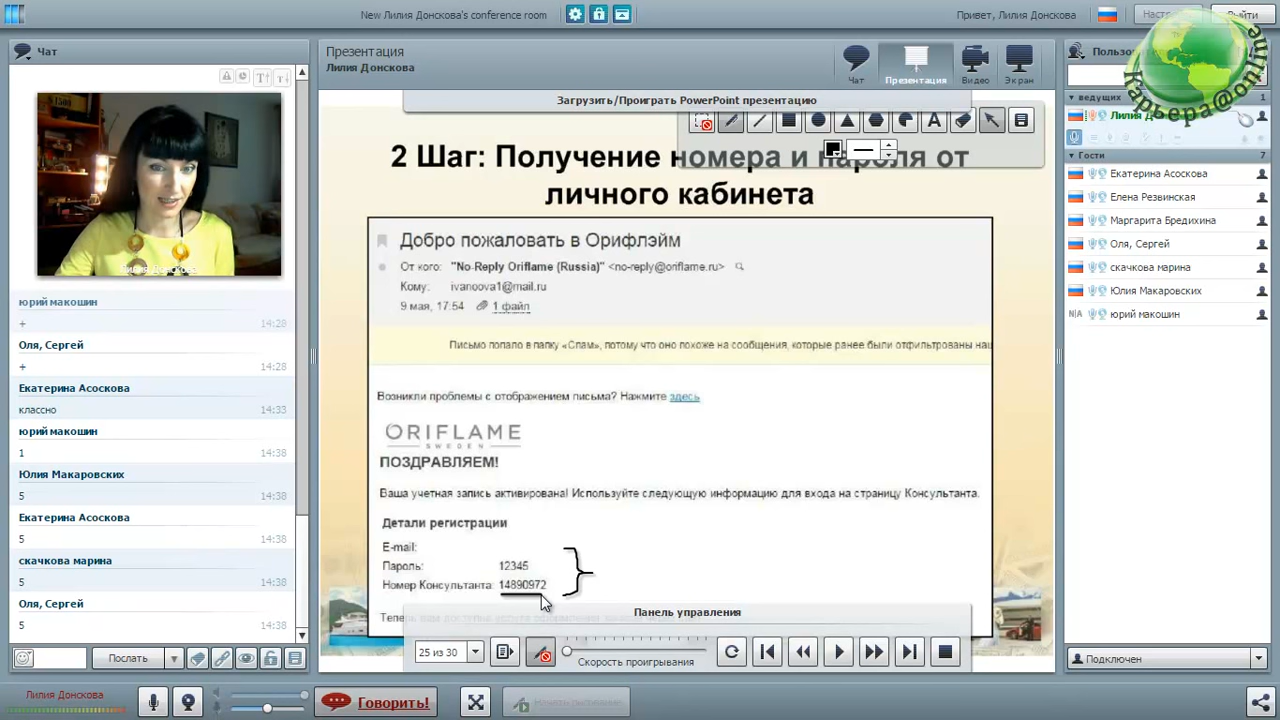 New Лилия Донскова's conference room
Привет, Лилия Донскова
Выйти
Чат
Лилия Донскова
юрий макошин
+
14:28
Оля, Сергей
+
14:28
Екатерина Асоскова
классно
14:33
юрий макошин
1
14:38
Юлия Макаровских
5
14:38
Екатерина Асоскова
5
14:38
скачкова марина
5
14:38
Оля, Сергей
5
14:38
Послать
Презентация
Лилия Донскова
Чат
Презентация
Видео
Экран
Загрузить/Проиграть PowerPoint презентацию
2 Шаг: Получение номера и пароля от
личного кабинета
Добро пожаловать в Орифлэйм
От кого: "No-Reply Oriflame (Russia)" <no-reply@oriflame.ru>
Кому: ivanoova1@mail.ru
9 мая, 17:54 1 файл
Письмо попало в папку «Спам», потому что оно похоже на сообщения, которые ранее были отфильтрованы
Возникли проблемы с отображением письма? Нажмите здесь
ORIFLAME
SWEDEN
ПОЗДРАВЛЯЕМ!
Ваша учетная запись активирована! Используйте следующую информацию для входа на страницу Консультанта.
Детали регистрации
E-mail:
Пароль: 12345
Номер Консультанта: 14890972
Панель управления
25 из 30
Скорость проигрывания
Карьера@online
ведущих 1
Гости 7
Екатерина Асоскова
Елена Резвинская
Маргарита Бредихина
Оля, Сергей
скачкова марина
Юлия Макаровских
N/A юрий макошин
Подключен
Лилия Донскова
Говорить!